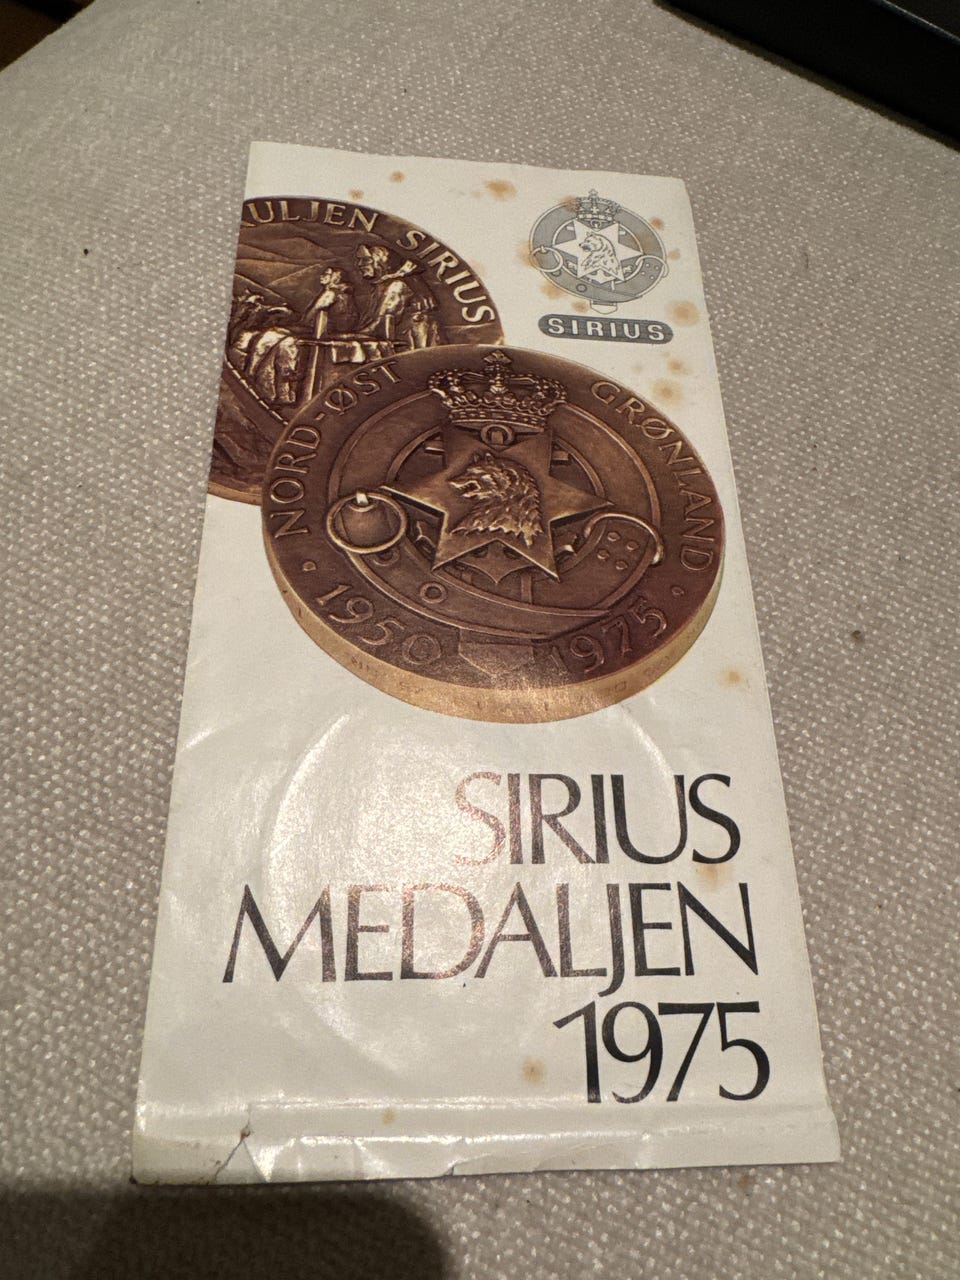 ULJEN SIRIUS
SIRIUS
NORD-ØST GRØNLAND
1950 1975
SIRIUS
MEDALJEN
1975